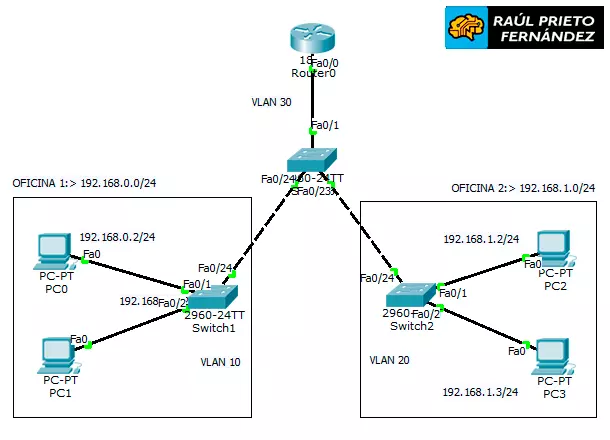 RAÚL PRIETO
FERNÁNDEZ
Fa0/0
Router0
VLAN 30
Fa0/1
Fa0/24
60-24TT
Fa0/23
OFICINA 1:> 192.168.0.0/24
OFICINA 2:> 192.168.1.0/24
192.168.0.2/24
Fa0
PC-PT
PC0
Fa0/24
Fa0/1
192.168
Fa0/2
2960-24TT
Switch1
Fa0
PC-PT
PC1
VLAN 10
192.168.1.2/24
Fa0
PC-PT
PC2
Fa0/24
Fa0/1
2960
Fa0/2
Switch2
VLAN 20
Fa0
PC-PT
PC3
192.168.1.3/24